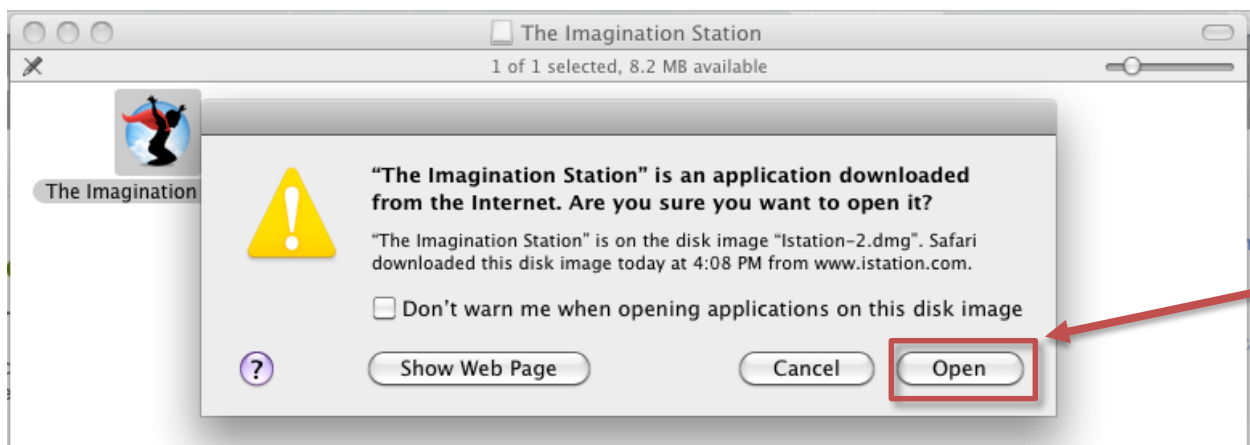 The Imagination Station
1 of 1 selected, 8.2 MB available
The Imagination
“The Imagination Station” is an application downloaded
from the Internet. Are you sure you want to open it?
“The Imagination Station” is on the disk image “Istation-2.dmg”. Safari
downloaded this disk image today at 4:08 PM from www.istation.com.
Don't warn me when opening applications on this disk image
? Show Web Page Cancel Open